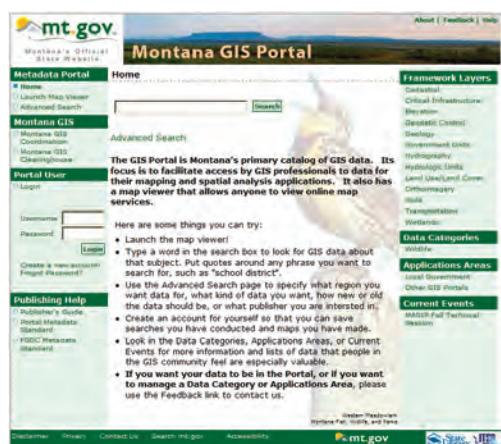 About | Feedback | Help
mt.gov
Montana's Official
State Website
Montana GIS Portal
Metadata Portal
Home
Launch Map Viewer
Advanced Search
Montana GIS
Montana GIS
Coordination
Montana GIS
Clearinghouse
Portal User
Login
Username
Password
Login
Create a new account!
Forgot Password?
Publishing Help
Publisher's Guide
Portal Metadata
Standard
FGDC Metadata
Standard
Home
Search
Advanced Search
The GIS Portal is Montana's primary catalog of GIS data. Its
focus is to facilitate access by GIS professionals to data for
their mapping and spatial analysis applications. It also has
a map viewer that allows anyone to view online map
services.
Here are some things you can try:
• Launch the map viewer!
• Type a word in the search box to look for GIS data about
that subject. Put quotes around any phrase you want to
search for, such as "school district".
• Use the Advanced Search page to specify what region you
want data for, what kind of data you want, how new or old
the data should be, or what publisher you are intersted in.
• Create an account for yourself so that you can save
searches you have conducted and maps you have made.
• Look in the Data Categories, Applications Areas, or Current
Events for more information and lists of data that people in
the GIS community feel are especially valuable.
• If you want your data to be in the Portal, or if you want
to manage a Data Category or Applications Area, please
use the Feedback link to contact us.
Western Meadowlark
Montana Fish, Wildlife, and Parks
Framework Layers
Cadastral
Critical Infrastructure
Elevation
Geodetic Control
Geology
Government Units
Hydrography
Hydrologic Units
Land Use/Land Cover
Orthoimagery
Soils
Transportation
Wetlands
Data Categories
Wildlife
Applications Areas
Local Government
Other GIS Portals
Current Events
MAGIP Fall Technical
Session
Disclaimer Privacy Contact Us Search mt.gov Accessibility
mt.gov